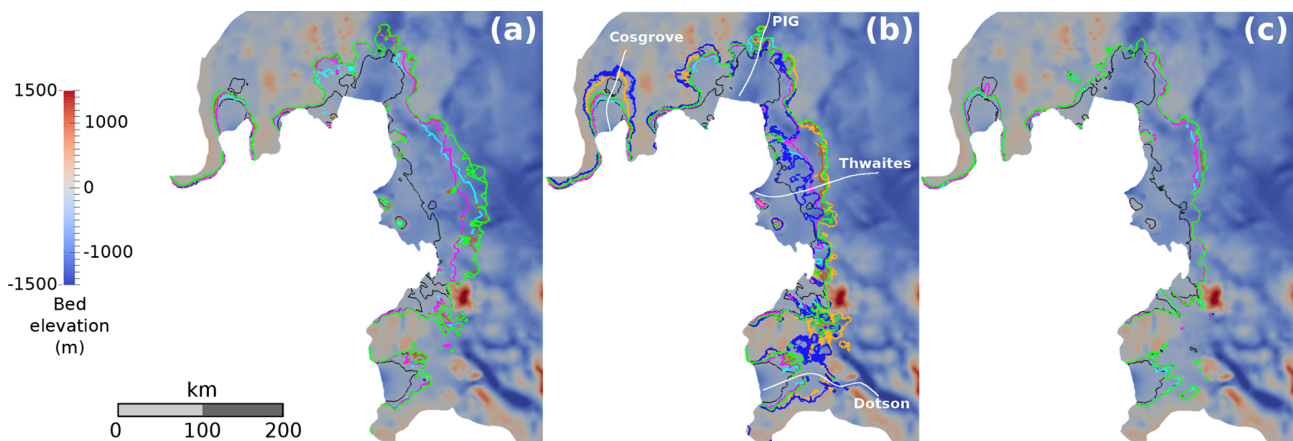 (a)
(b)
(c)
PIG
Cosgrove
Thwaites
Dotson
1500
1000
0
-1000
-1500
Bed
elevation
(m)
km
0 100 200